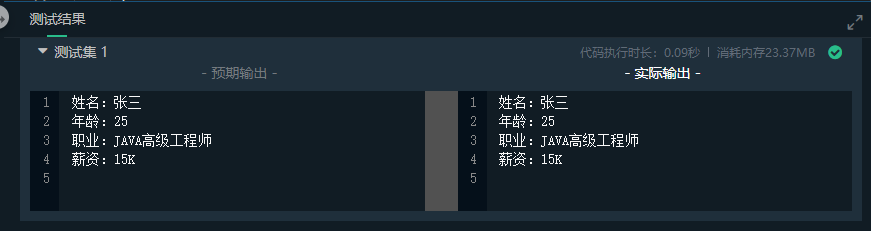 测试结果
测试集 1
代码执行时长：0.09秒 | 消耗内存23.37MB
- 预期输出 -
- 实际输出 -
1 姓名：张三
2 年龄：25
3 职业：JAVA高级工程师
4 薪资：15K
5
1 姓名：张三
2 年龄：25
3 职业：JAVA高级工程师
4 薪资：15K
5